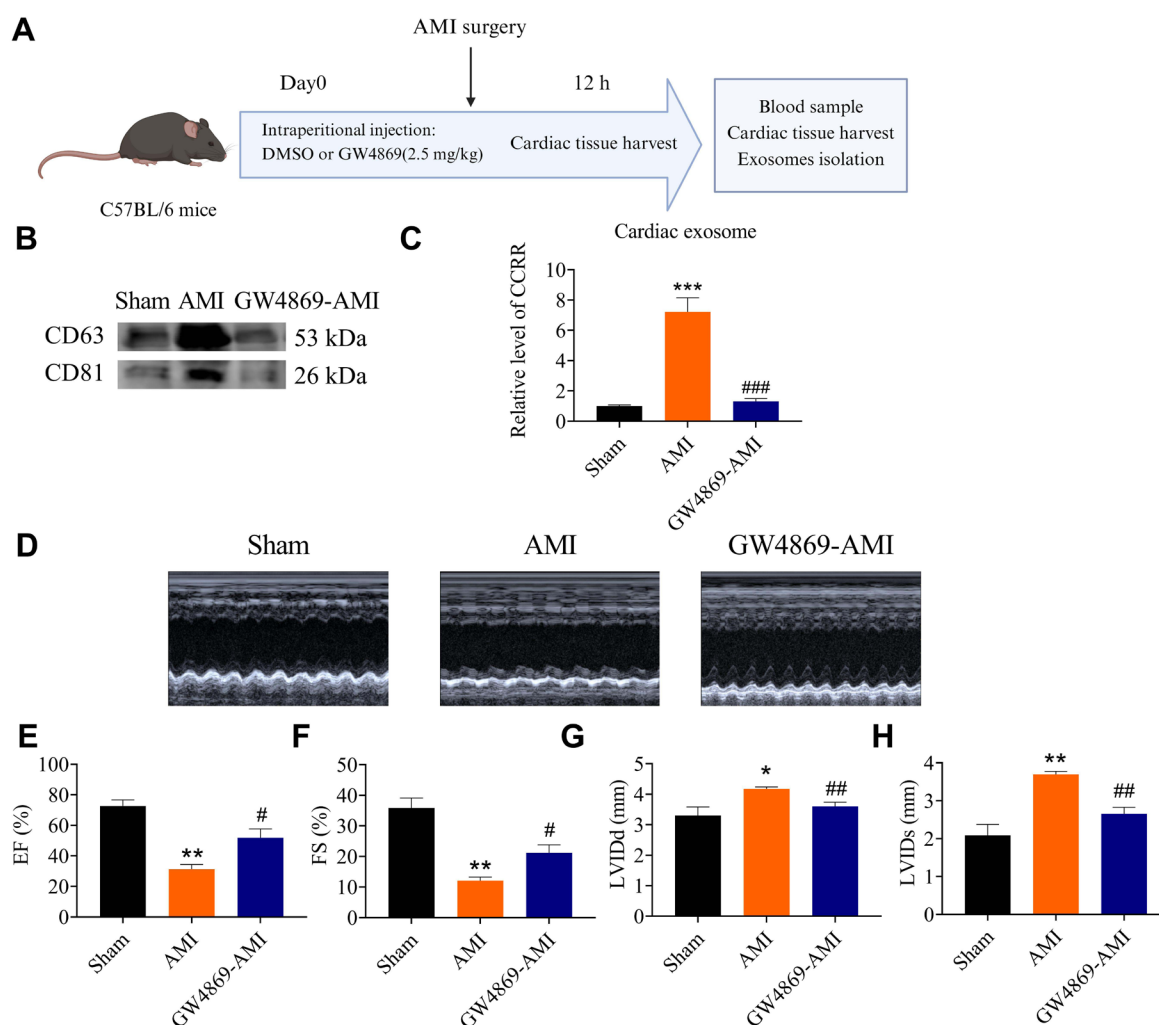 A
AMI surgery
Day0
12 h
Intraperitional injection:
DMSO or GW4869(2.5 mg/kg)
Cardiac tissue harvest
Blood sample
Cardiac tissue harvest
Exosomes isolation
C57BL/6 mice
B
Sham AMI GW4869-AMI
CD63 53 kDa
CD81 26 kDa
C
Cardiac exosome
Relative level of CCRR
10
8
6
4
2
0
***
###
Sham
AMI
GW4869-AMI
D
Sham
AMI
GW4869-AMI
E
EF (%)
100
80
60
40
20
0
**
#
Sham
AMI
GW4869-AMI
F
FS (%)
50
40
30
20
10
0
**
#
Sham
AMI
GW4869-AMI
G
LVIDd (mm)
5
4
3
2
1
0
*
##
Sham
AMI
GW4869-AMI
H
LVIDs (mm)
4
3
2
1
0
**
##
Sham
AMI
GW4869-AMI